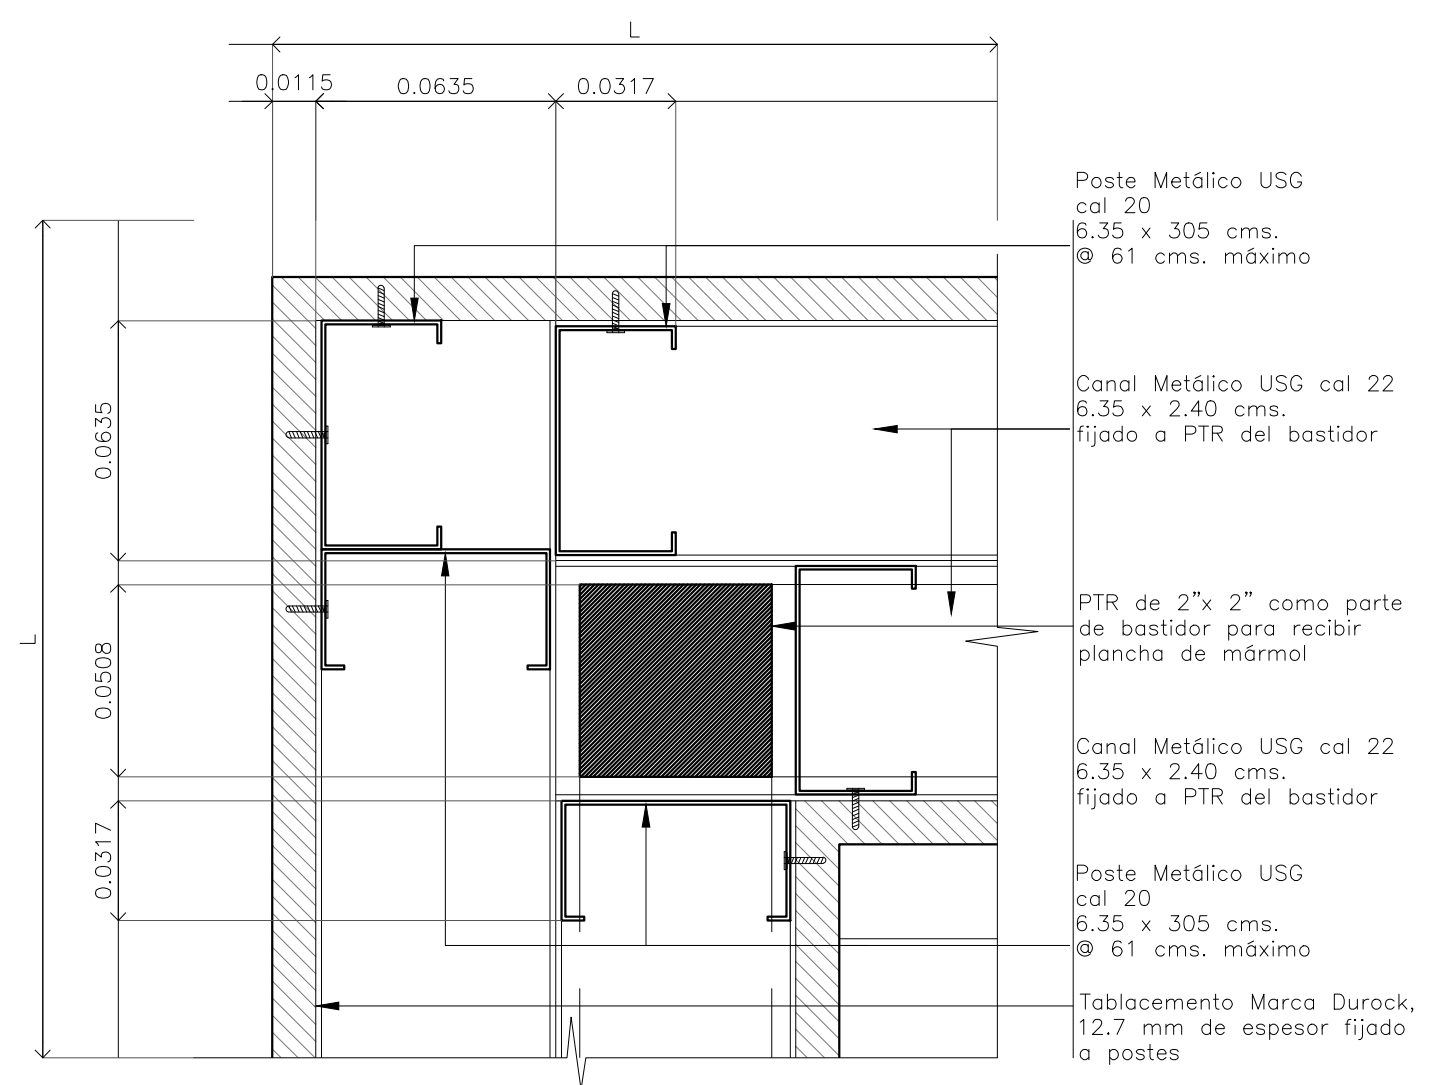 L
0.0115
0.0635
0.0317
Poste Metálico USG
cal 20
6.35 x 305 cms.
@ 61 cms. máximo
Canal Metálico USG cal 22
6.35 x 2.40 cms.
fijado a PTR del bastidor
0.0635
PTR de 2”x 2” como parte
de bastidor para recibir
plancha de mármol
L
0.0508
Canal Metálico USG cal 22
6.35 x 2.40 cms.
fijado a PTR del bastidor
0.0317
Poste Metálico USG
cal 20
6.35 x 305 cms.
@ 61 cms. máximo
Tablacemento Marca Durock,
12.7 mm de espesor fijado
a postes